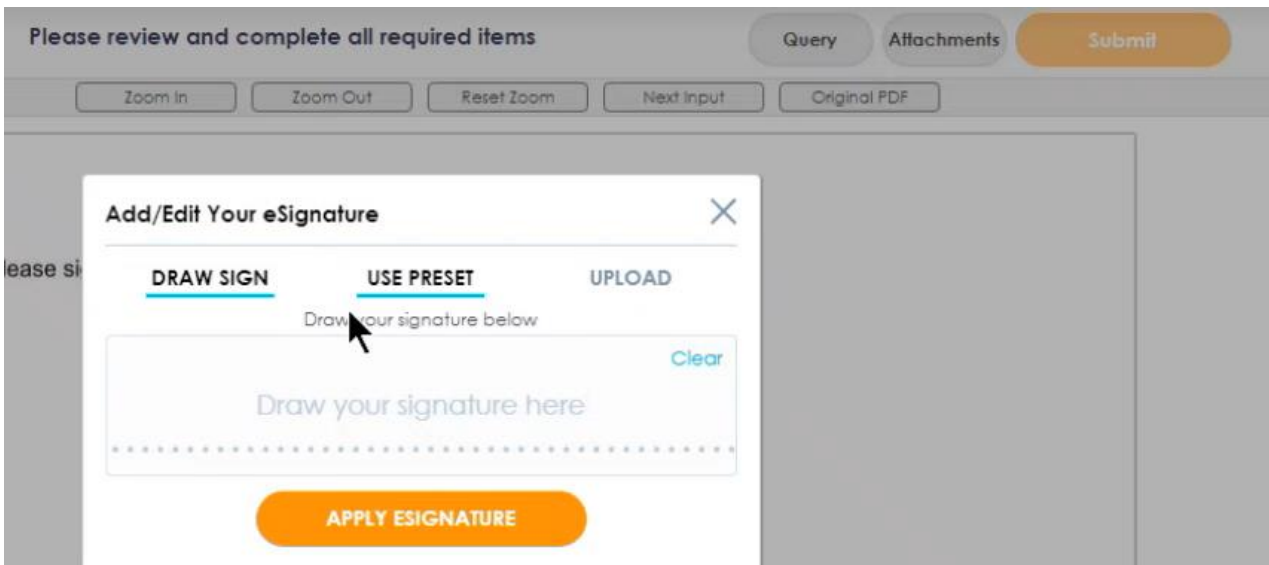 Please review and complete all required items
Query
Attachments
Submit
Zoom In
Zoom Out
Reset Zoom
Next Input
Original PDF
Add/Edit Your eSignature
lease si
DRAW SIGN
USE PRESET
UPLOAD
Draw your signature below
Clear
Draw your signature here
APPLY ESIGNATURE